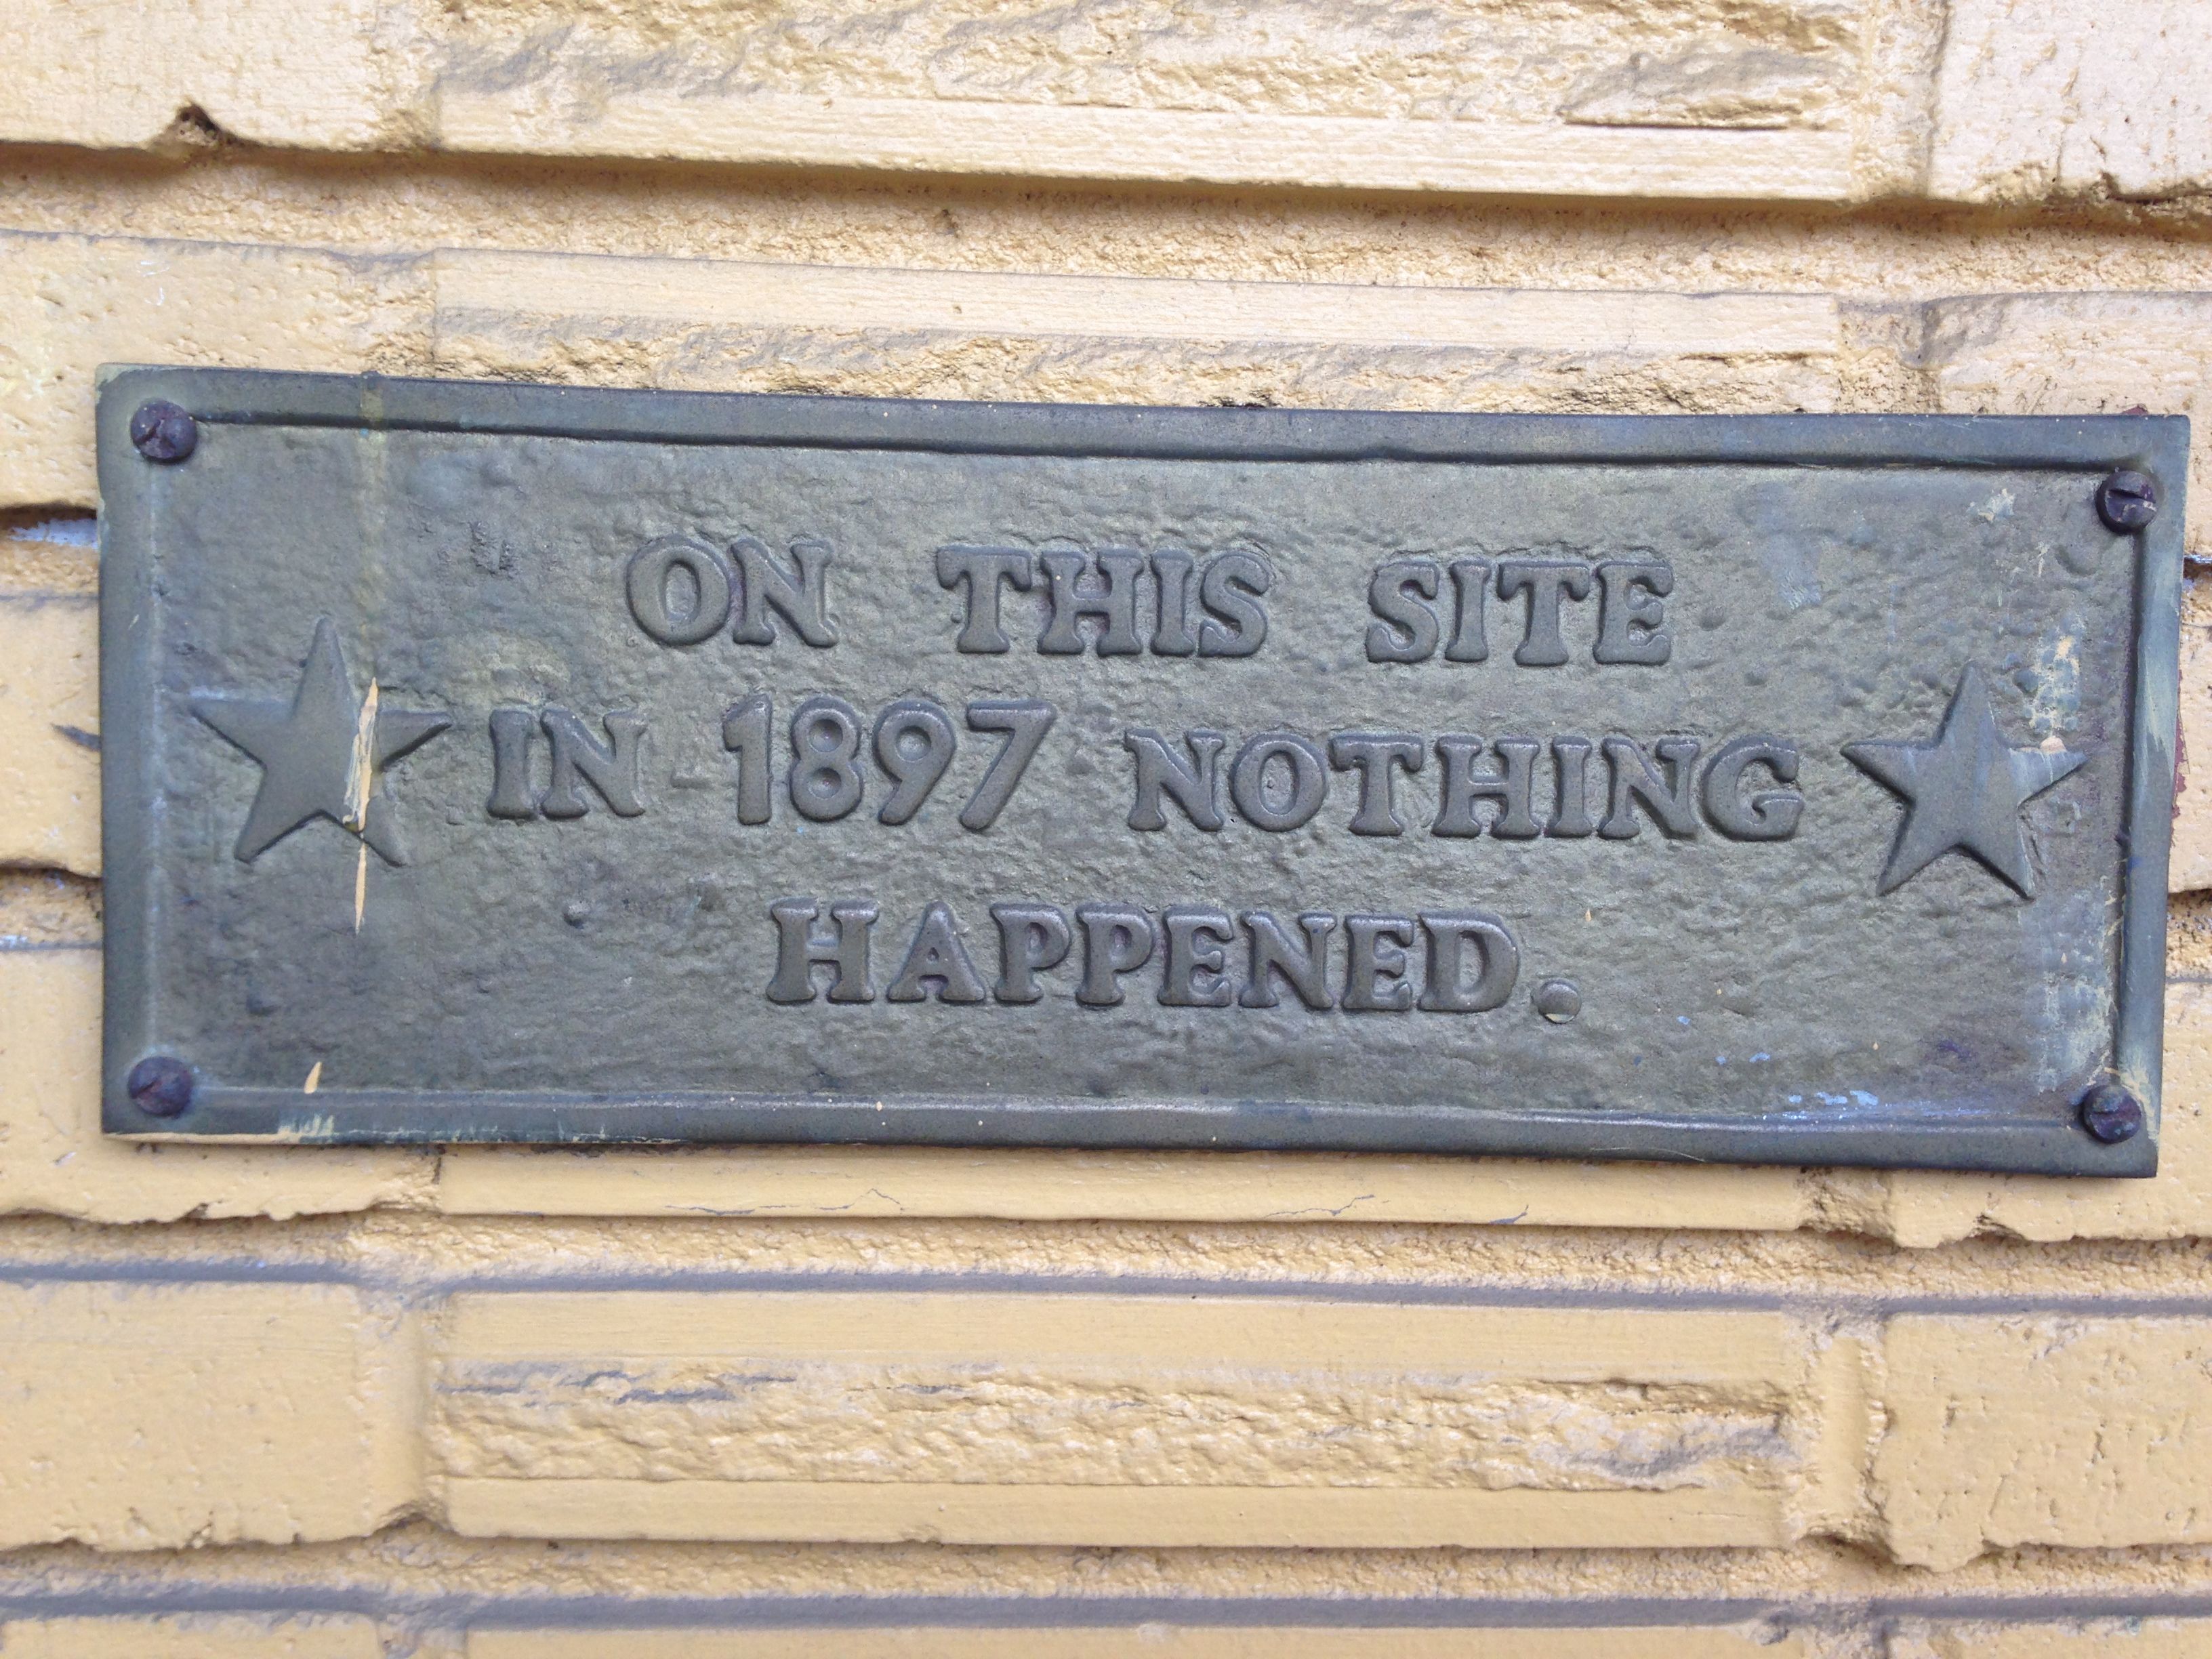 ON THIS SITE
IN 1897 NOTHING
HAPPENED.